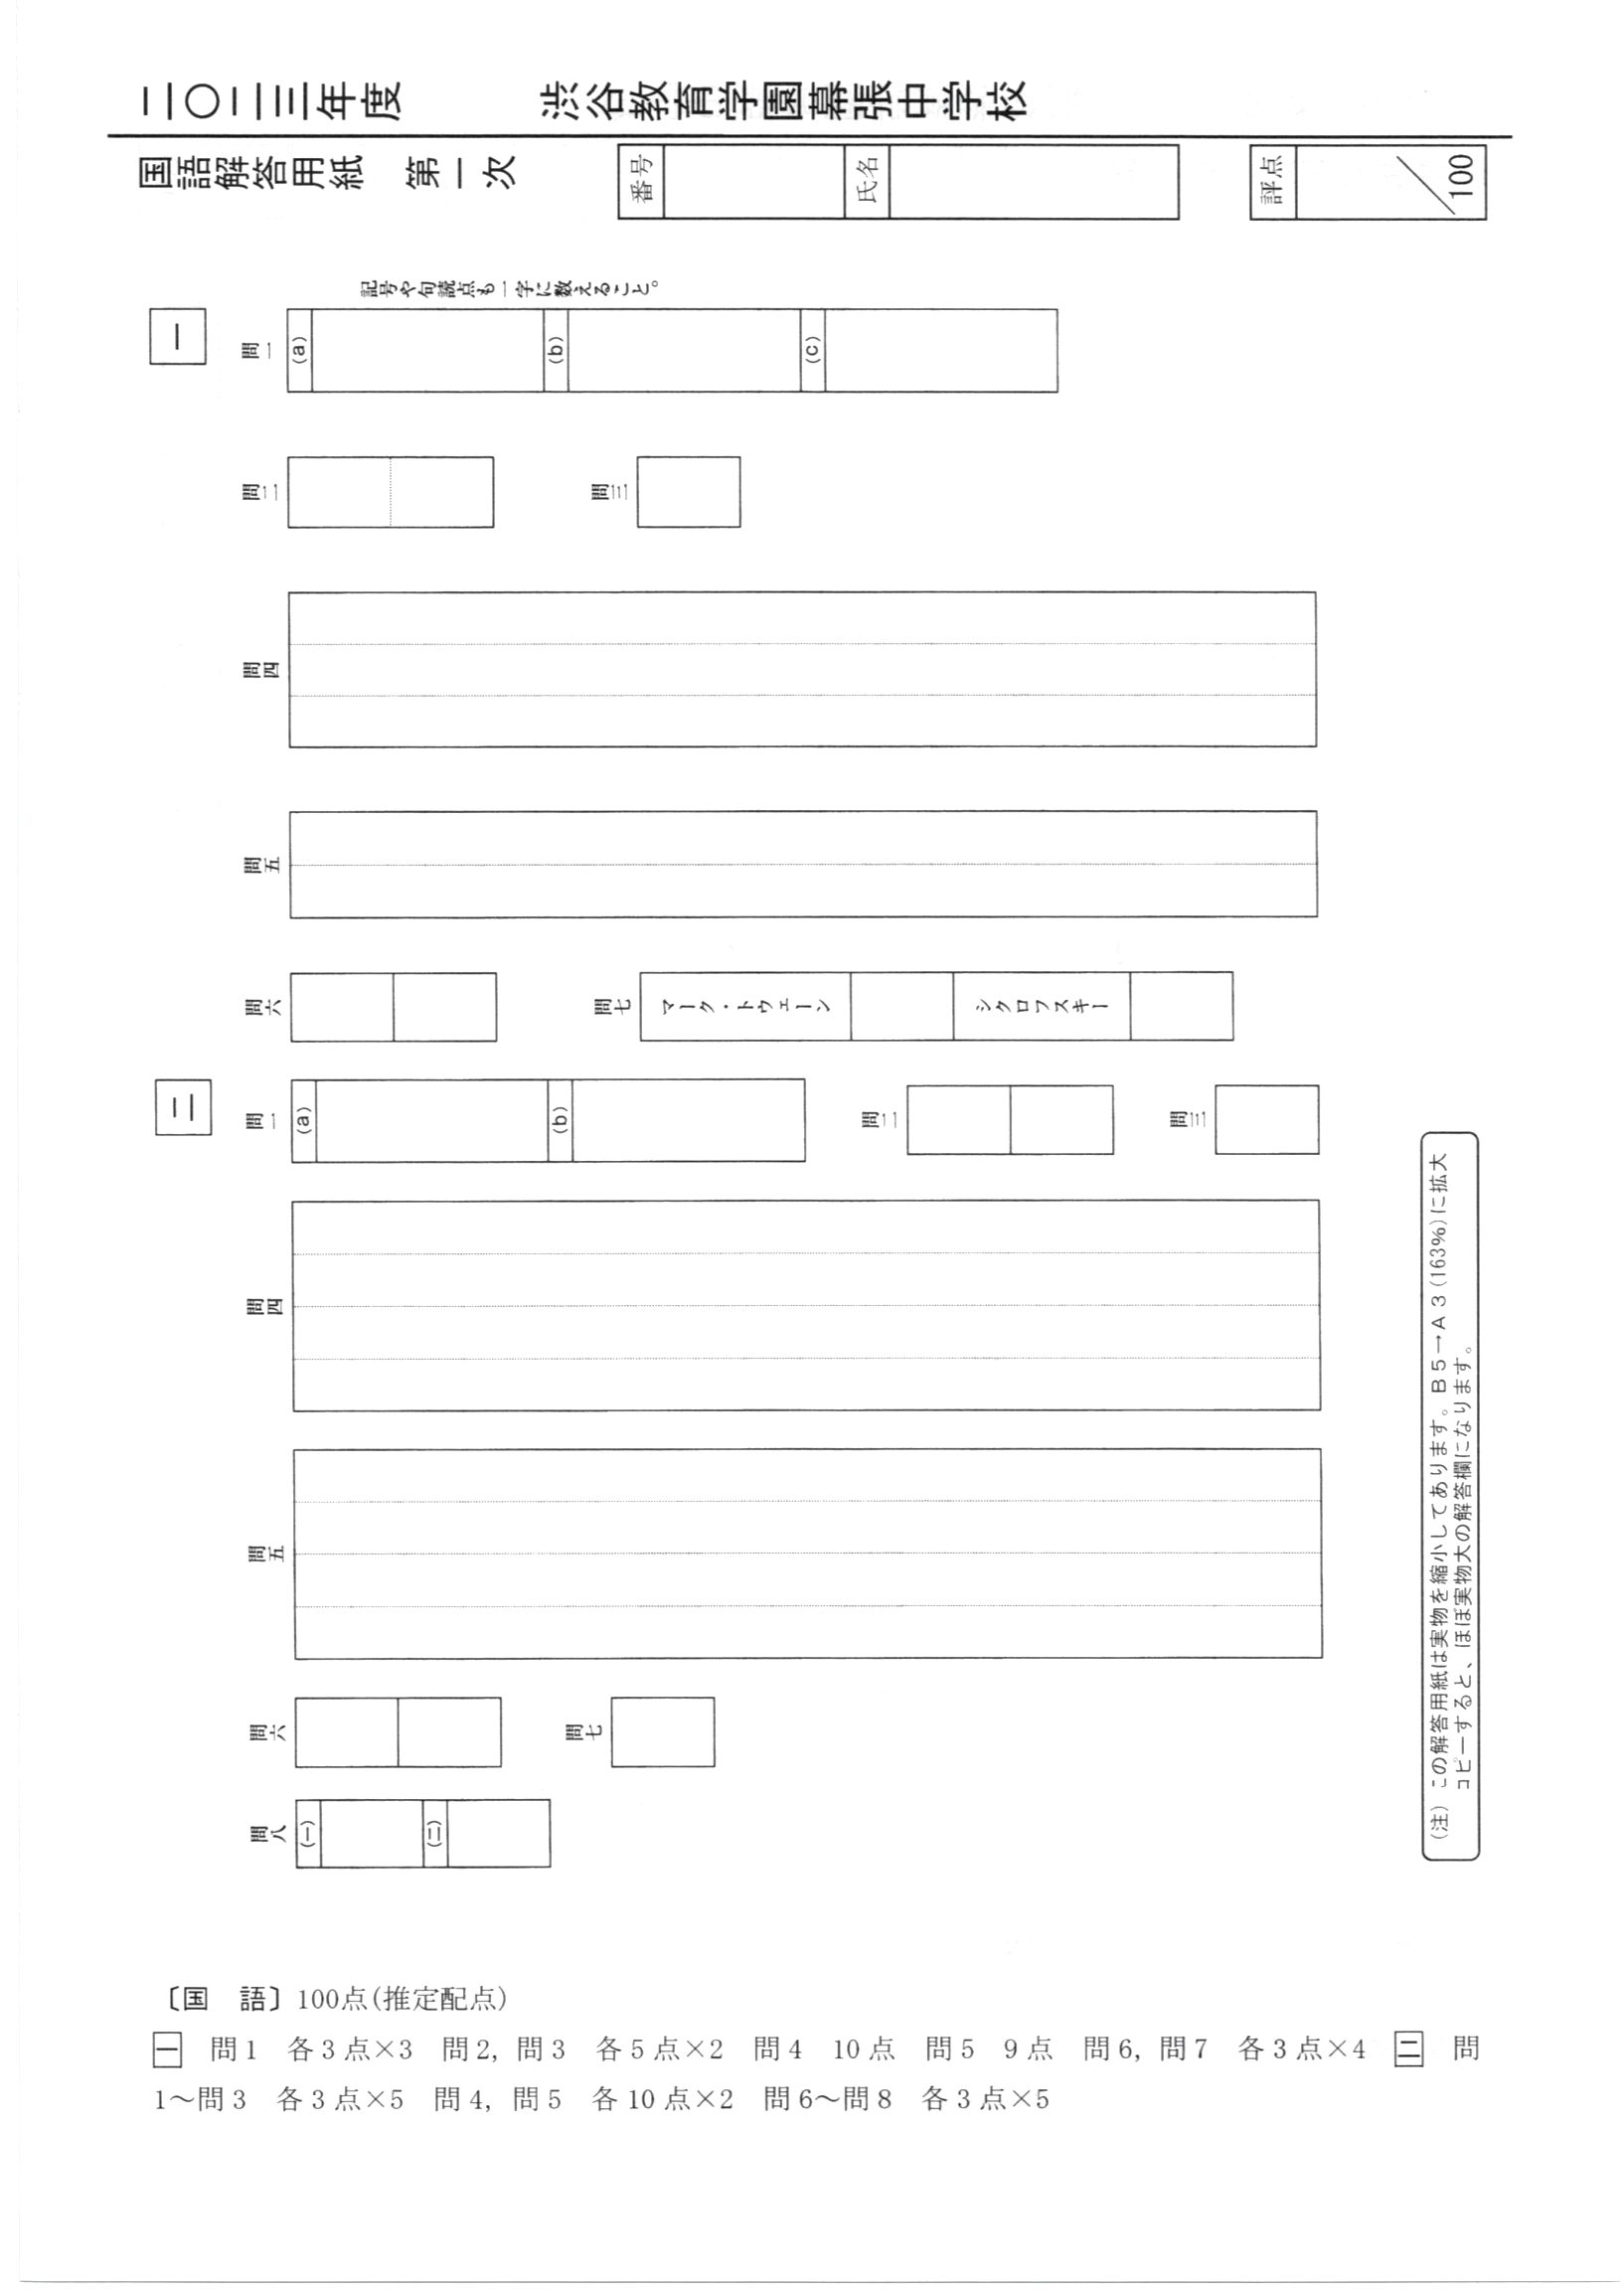 二〇二三年度　渋谷教育学園幕張中学校
国語解答用紙　第一次
番号
氏名
評点
／100
記号や句読点も一字に数えること。
一
問一
(a)
(b)
(c)
問二
問三
問四
問五
問六
問七
マーク・トウェーン
シクロフスキー
二
問一
(a)
(b)
問二
問三
問四
問五
問六
問七
問八
(一)
(二)
(注)　この解答用紙は実物を縮小してあります。Ｂ５→Ａ３(163％)に拡大
コピーすると、ほぼ実物大の解答欄になります。
〔国　語〕100点(推定配点)
一　問1　各3点×3　問2，問3　各5点×2　問4　10点　問5　9点　問6，問7　各3点×4　二　問
1～問3　各3点×5　問4，問5　各10点×2　問6～問8　各3点×5